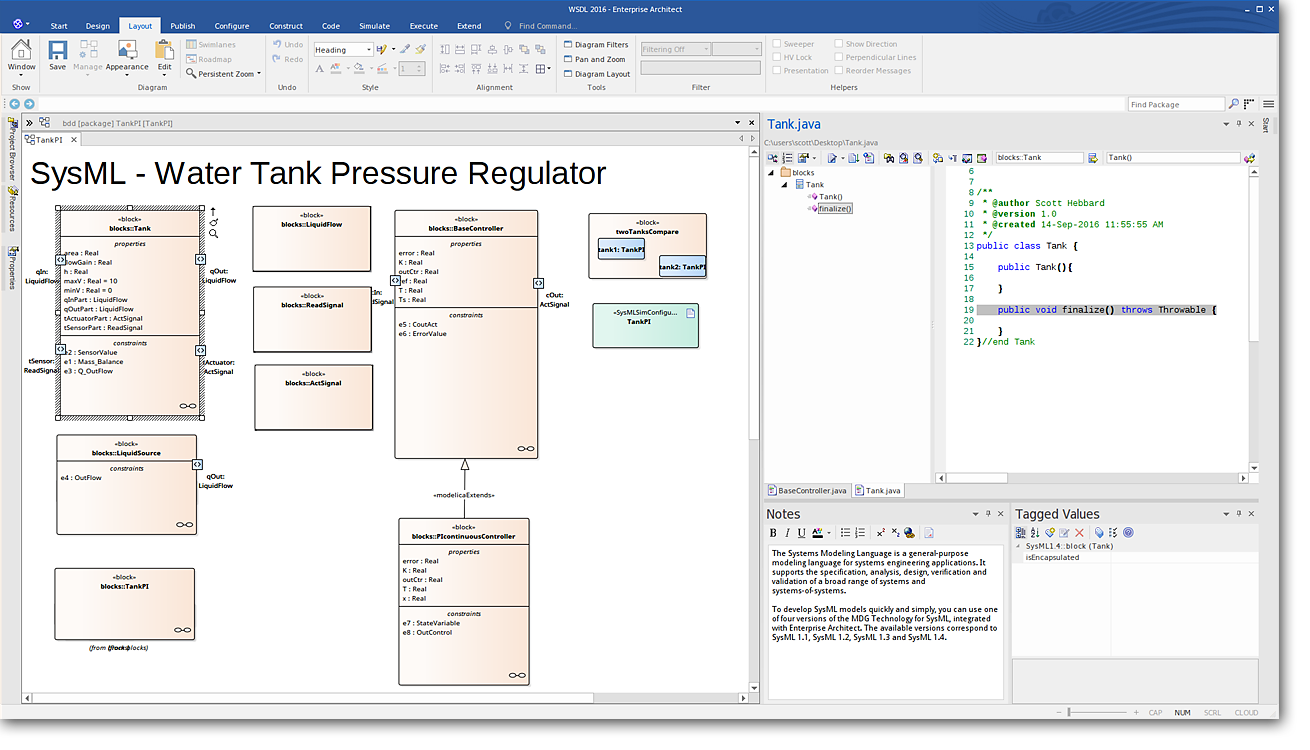 WSDL 2016 - Enterprise Architect
Start Design Layout Publish Configure Construct Code Simulate Execute Extend Find Command...
Window
Show
Save Manage Appearance Edit
Swimlanes
Roadmap
Persistent Zoom
Diagram
Undo
Redo
Undo
Heading
1
Style
Alignment
Diagram Filters
Pan and Zoom
Diagram Layout
Tools
Filtering Off
Filter
Sweeper Show Direction
HV Lock Perpendicular Lines
Presentation Reorder Messages
Helpers
Find Package
Project Browser
Resources
Properties
Start
bdd [package] TankPI [TankPI]
TankPI
SysML - Water Tank Pressure Regulator
«block»
blocks::Tank
properties
area : Real
flowGain : Real
h : Real
maxV : Real = 10
minV : Real = 0
qInPart : LiquidFlow
qOutPart : LiquidFlow
tActuatorPart : ActSignal
tSensorPart : ReadSignal
constraints
e2 : SensorValue
e1 : Mass_Balance
e3 : Q_OutFlow
qIn:
LiquidFlow
qOut:
LiquidFlow
tSensor:
ReadSignal
tActuator:
ActSignal
«block»
blocks::LiquidFlow
«block»
blocks::ReadSignal
«block»
blocks::ActSignal
«block»
blocks::BaseController
properties
error : Real
K : Real
outCtr : Real
ref : Real
T : Real
Ts : Real
constraints
e5 : CoutAct
e6 : ErrorValue
cOut:
ActSignal
«block»
twoTanksCompare
tank1: TankPI
tank2: TankPI
«SysMLSimConfigu...
TankPI
«block»
blocks::LiquidSource
constraints
e4 : OutFlow
qOut:
LiquidFlow
«modelicaExtends»
«block»
blocks::PIcontinuousController
properties
error : Real
K : Real
outCtr : Real
T : Real
x : Real
constraints
e7 : StateVariable
e8 : OutControl
«block»
blocks::TankPI
Tank.java
C:\users\scott\Desktop\Tank.java
blocks::Tank Tank()
blocks
Tank
Tank()
finalize()
6
7
8 /**
9 * @author Scott Hebbard
10 * @version 1.0
11 * @created 14-Sep-2016 11:55:55 AM
12 */
13 public class Tank {
14
15 public Tank(){
16
17 }
18
19 public void finalize() throws Throwable {
20
21 }
22 }//end Tank
BaseController.java Tank.java
Notes
B I U
The Systems Modeling Language is a general-purpose
modeling language for systems engineering applications. It
supports the specification, analysis, design, verification and
validation of a broad range of systems and
systems-of-systems.
To develop SysML models quickly and simply, you can use one
of four versions of the MDG Technology for SysML, integrated
with Enterprise Architect. The available versions correspond to
SysML 1.1, SysML 1.2, SysML 1.3 and SysML 1.4.
Tagged Values
SysML1.4::block (Tank)
isEncapsulated
CAP NUM SCRL CLOUD